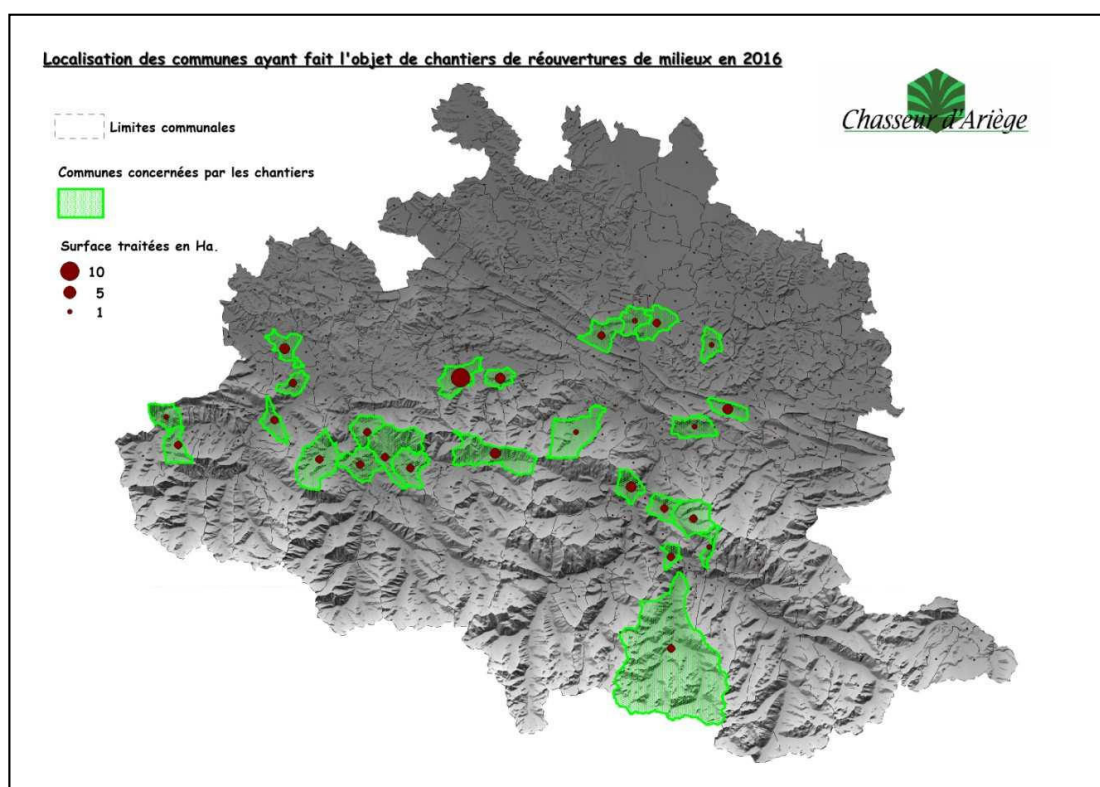 Localisation des communes ayant fait l'objet de chantiers de réouvertures de milieux en 2016
Chasseur d'Ariège
Limites communales
Communes concernées par les chantiers
Surface traitées en Ha.
10
5
1